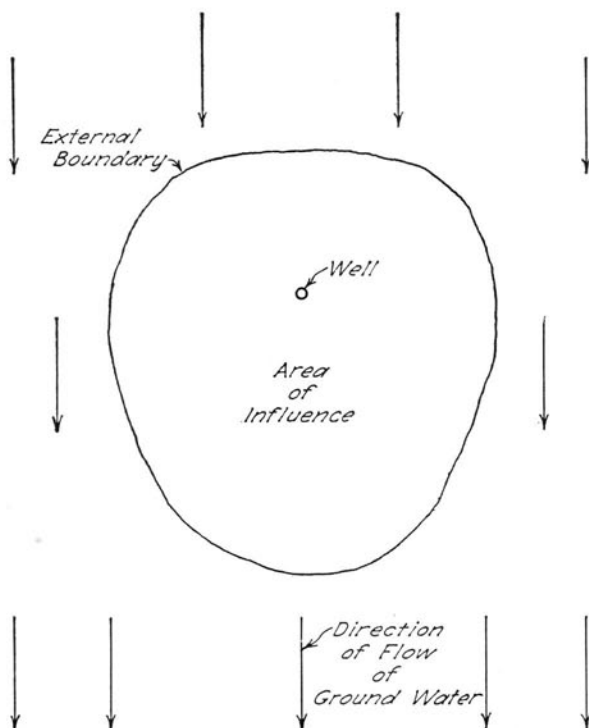 External
Boundary
Well
Area
of
Influence
Direction
of Flow
of
Ground Water